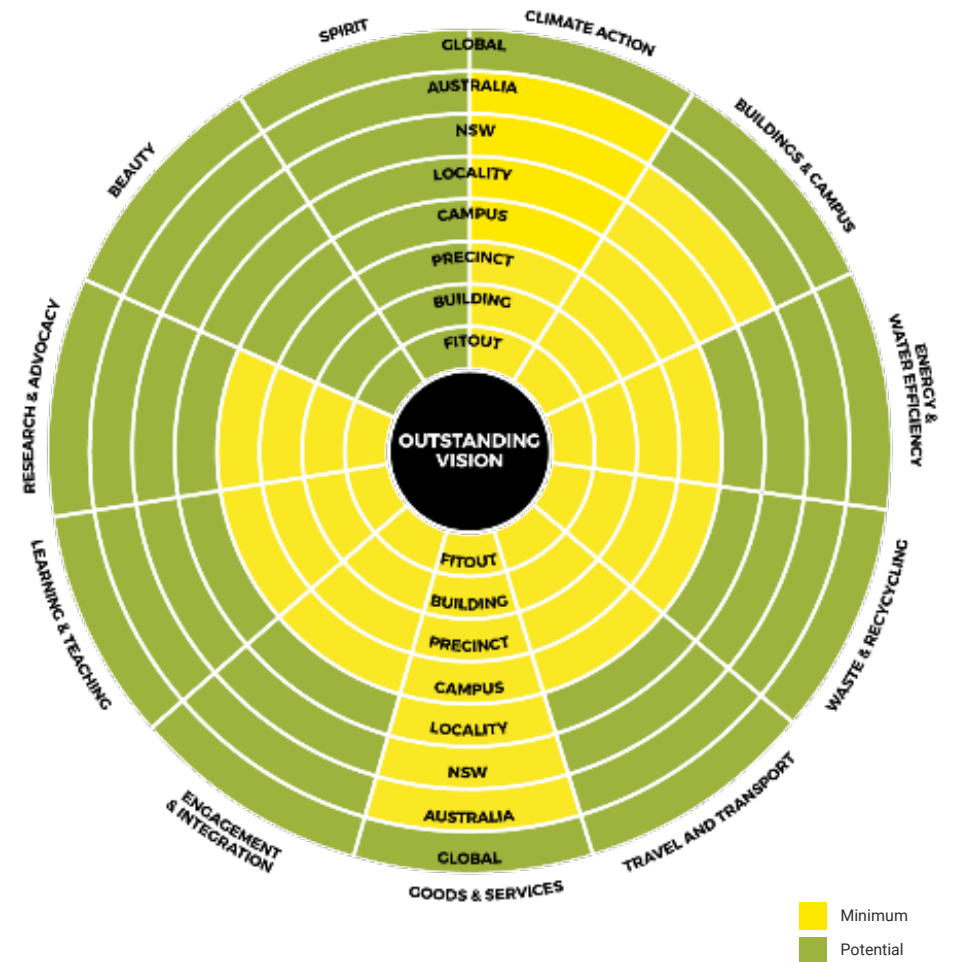 SPIRIT
CLIMATE ACTION
BUILDINGS & CAMPUS
ENERGY &
WATER EFFICIENCY
WASTE & RECYCYCLING
TRAVEL AND TRANSPORT
GOODS & SERVICES
ENGAGEMENT
& INTEGRATION
LEARNING & TEACHING
RESEARCH & ADVOCACY
BEAUTY
GLOBAL
AUSTRALIA
NSW
LOCALITY
CAMPUS
PRECINCT
BUILDING
FITOUT
OUTSTANDING
VISION
FITOUT
BUILDING
PRECINCT
CAMPUS
LOCALITY
NSW
AUSTRALIA
GLOBAL
Minimum
Potential